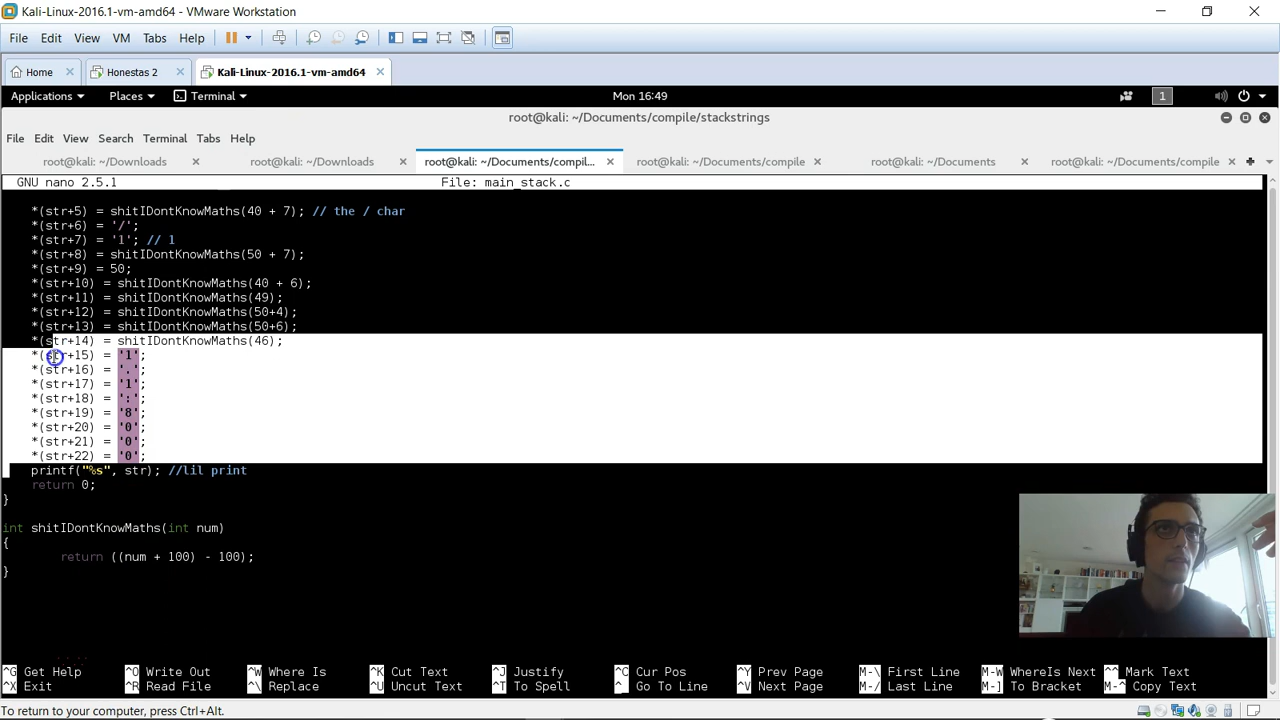 Kali-Linux-2016.1-vm-amd64 - VMware Workstation
File Edit View VM Tabs Help
Home Honestas 2 Kali-Linux-2016.1-vm-amd64
Applications Places Terminal Mon 16:49 1
root@kali: ~/Documents/compile/stackstrings
File Edit View Search Terminal Tabs Help
root@kali: ~/Downloads root@kali: ~/Downloads root@kali: ~/Documents/compil... root@kali: ~/Documents/compile root@kali: ~/Documents root@kali: ~/Documents/compile
GNU nano 2.5.1 File: main_stack.c
*(str+5) = shitIDontKnowMaths(40 + 7); // the / char
*(str+6) = '/';
*(str+7) = '1'; // 1
*(str+8) = shitIDontKnowMaths(50 + 7);
*(str+9) = 50;
*(str+10) = shitIDontKnowMaths(40 + 6);
*(str+11) = shitIDontKnowMaths(49);
*(str+12) = shitIDontKnowMaths(50+4);
*(str+13) = shitIDontKnowMaths(50+6);
*(str+14) = shitIDontKnowMaths(46);
*(str+15) = '1';
*(str+16) = '.';
*(str+17) = '1';
*(str+18) = ':';
*(str+19) = '8';
*(str+20) = '0';
*(str+21) = '0';
*(str+22) = '0';
printf("%s", str); //lil print
return 0;
}
int shitIDontKnowMaths(int num)
{
return ((num + 100) - 100);
}
^G Get Help ^O Write Out ^W Where Is ^K Cut Text ^J Justify ^C Cur Pos ^Y Prev Page M-\ First Line M-W WhereIs Next ^^ Mark Text
^X Exit ^R Read File ^\ Replace ^U Uncut Text ^T To Spell ^_ Go To Line ^V Next Page M-/ Last Line M-] To Bracket M-^ Copy Text
To return to your computer, press Ctrl+Alt.